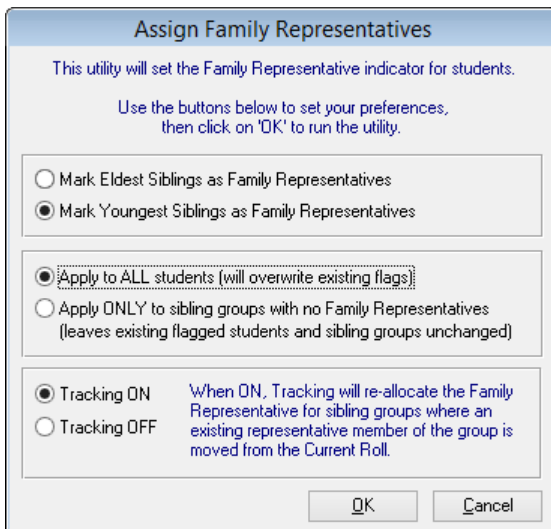 Assign Family Representatives
This utility will set the Family Representative indicator for students.
Use the buttons below to set your preferences,
then click on 'OK' to run the utility.
Mark Eldest Siblings as Family Representatives
Mark Youngest Siblings as Family Representatives
Apply to ALL students (will overwrite existing flags)
Apply ONLY to sibling groups with no Family Representatives
(leaves existing flagged students and sibling groups unchanged)
Tracking ON
Tracking OFF
When ON, Tracking will re-allocate the Family
Representative for sibling groups where an
existing representative member of the group is
moved from the Current Roll.
OK
Cancel